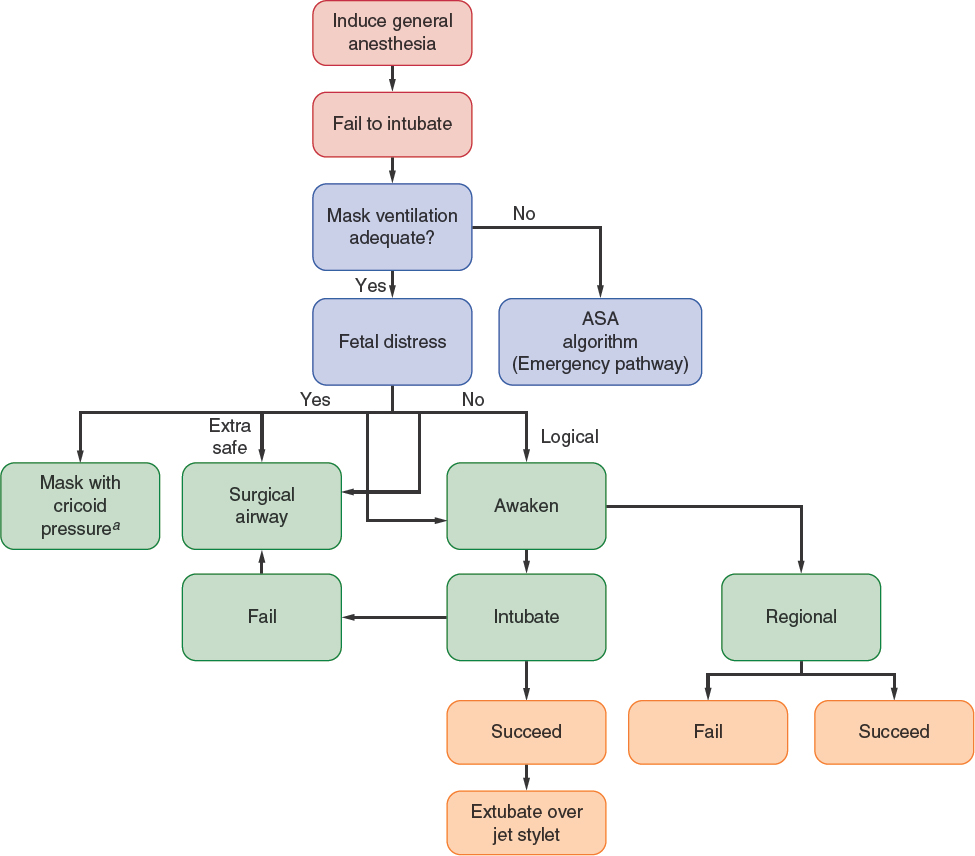 Induce general
anesthesia
Fail to intubate
Mask ventilation
adequate?
No
Yes
Fetal distress
ASA
algorithm
(Emergency pathway)
Yes
No
Extra
safe
Logical
Mask with
cricoid
pressurea
Surgical
airway
Awaken
Fail
Intubate
Regional
Succeed
Fail
Succeed
Extubate over
jet stylet